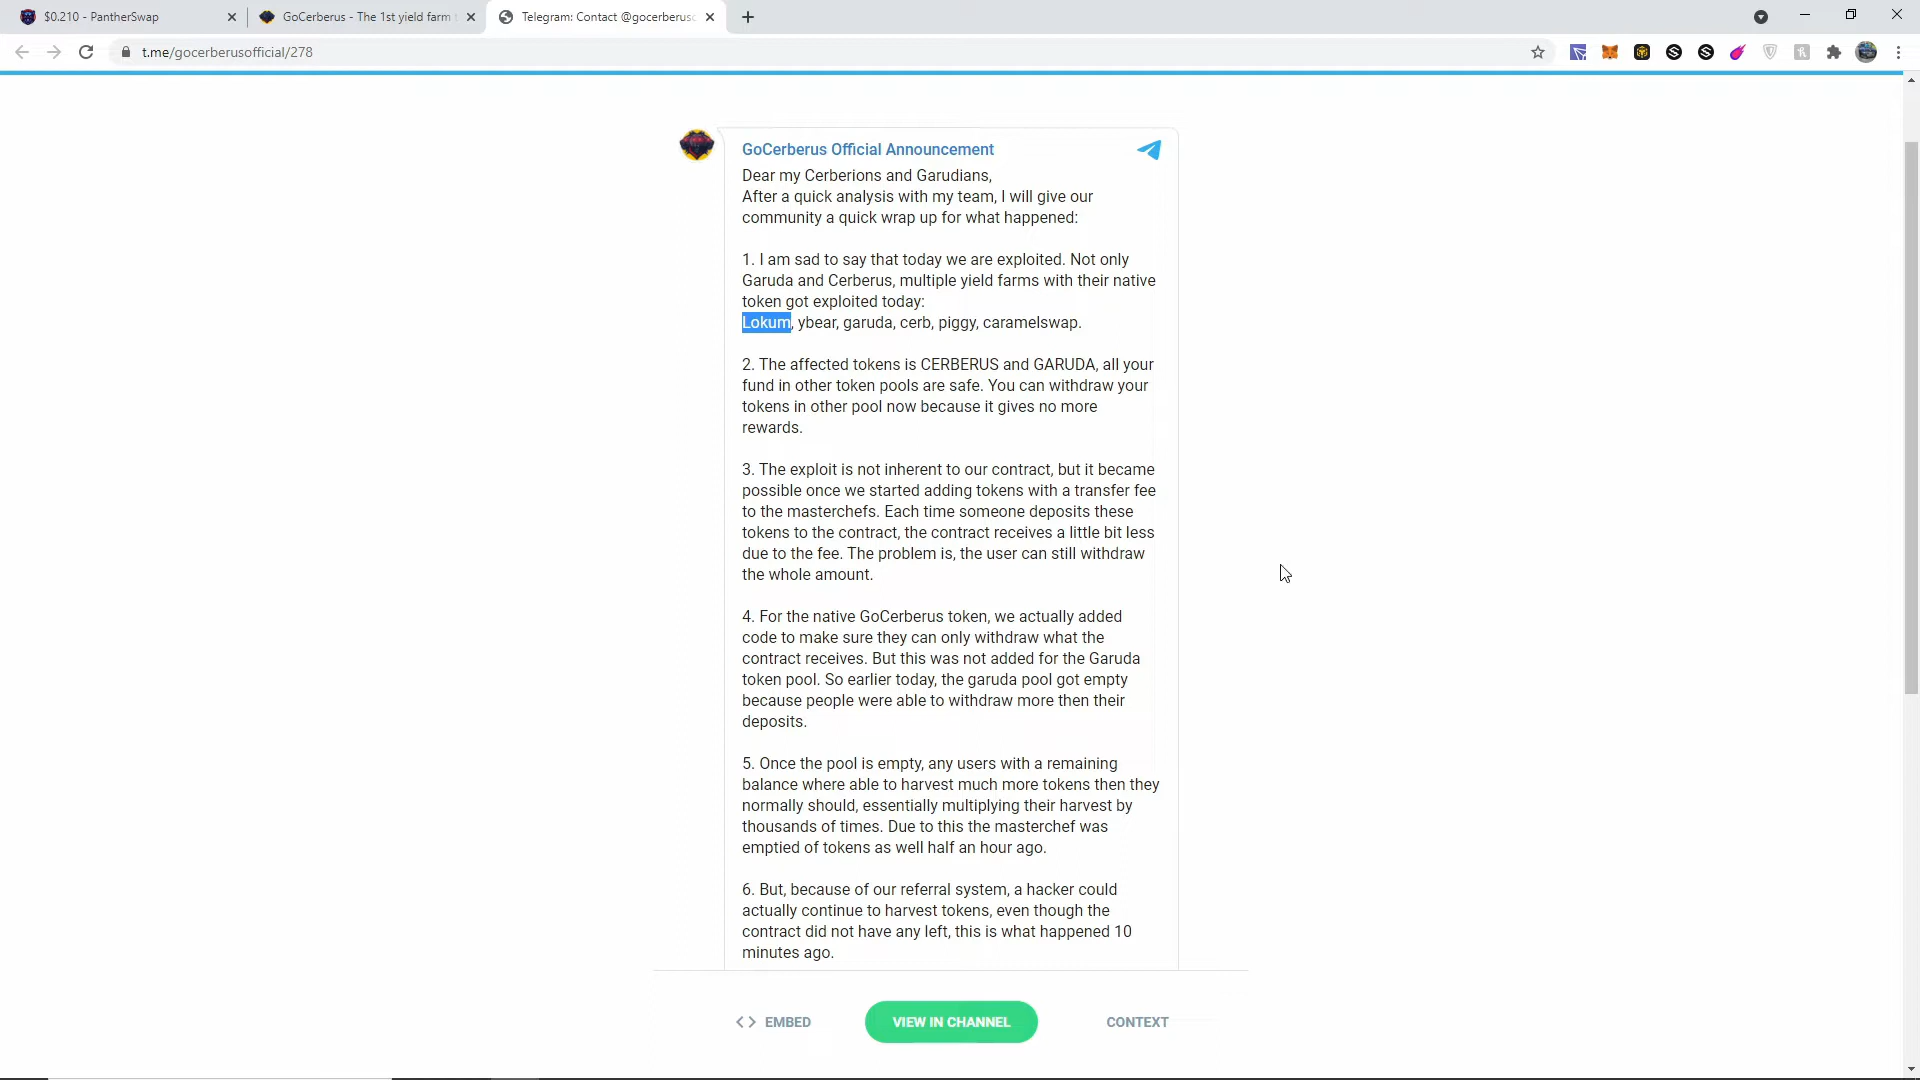 $0.210 - PantherSwap
GoCerberus - The 1st yield farm
Telegram: Contact @gocerberuso
t.me/gocerberusofficial/278
GoCerberus Official Announcement
Dear my Cerberions and Garudians,
After a quick analysis with my team, I will give our
community a quick wrap up for what happened:
1. I am sad to say that today we are exploited. Not only
Garuda and Cerberus, multiple yield farms with their native
token got exploited today:
Lokum, ybear, garuda, cerb, piggy, caramelswap.
2. The affected tokens is CERBERUS and GARUDA, all your
fund in other token pools are safe. You can withdraw your
tokens in other pool now because it gives no more
rewards.
3. The exploit is not inherent to our contract, but it became
possible once we started adding tokens with a transfer fee
to the masterchefs. Each time someone deposits these
tokens to the contract, the contract receives a little bit less
due to the fee. The problem is, the user can still withdraw
the whole amount.
4. For the native GoCerberus token, we actually added
code to make sure they can only withdraw what the
contract receives. But this was not added for the Garuda
token pool. So earlier today, the garuda pool got empty
because people were able to withdraw more then their
deposits.
5. Once the pool is empty, any users with a remaining
balance where able to harvest much more tokens then they
normally should, essentially multiplying their harvest by
thousands of times. Due to this the masterchef was
emptied of tokens as well half an hour ago.
6. But, because of our referral system, a hacker could
actually continue to harvest tokens, even though the
contract did not have any left, this is what happened 10
minutes ago.
EMBED
VIEW IN CHANNEL
CONTEXT